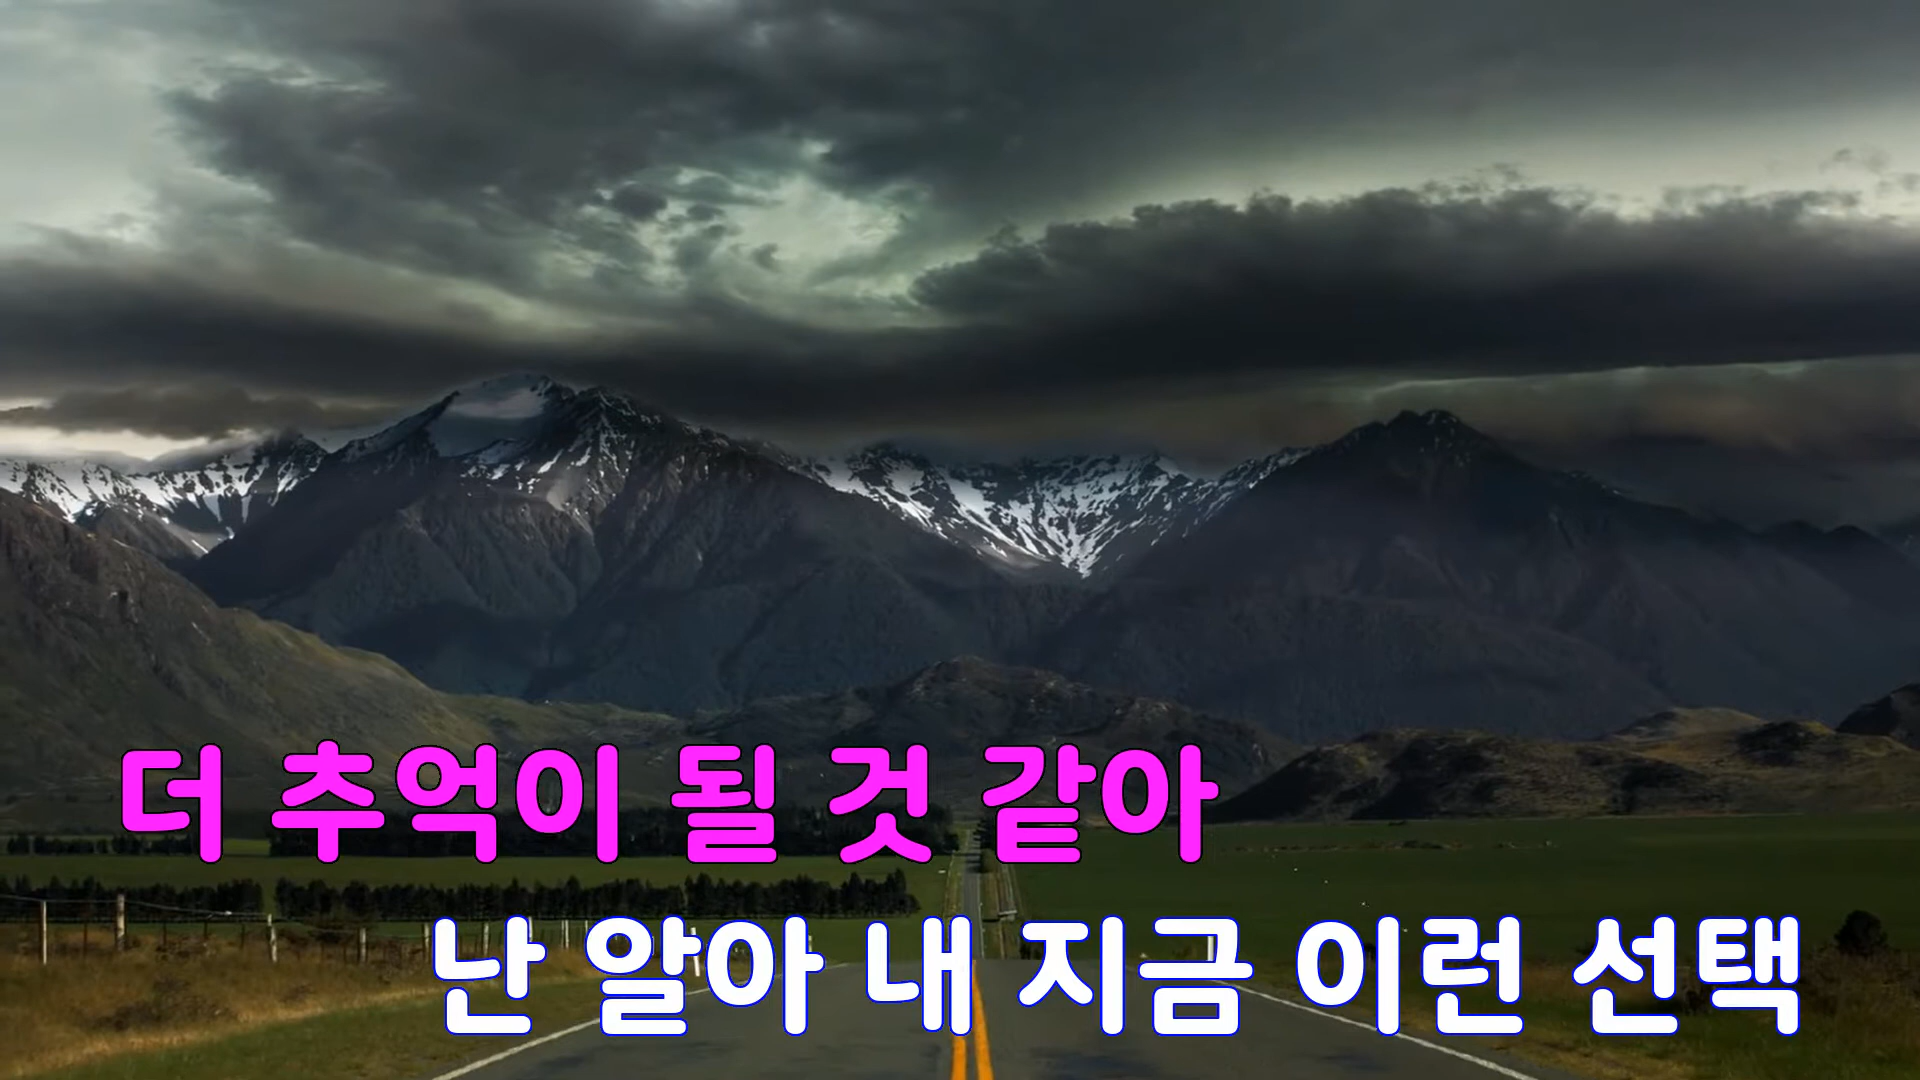 더 추억이 될 것 같아
난 알아 내 지금 이런 선택